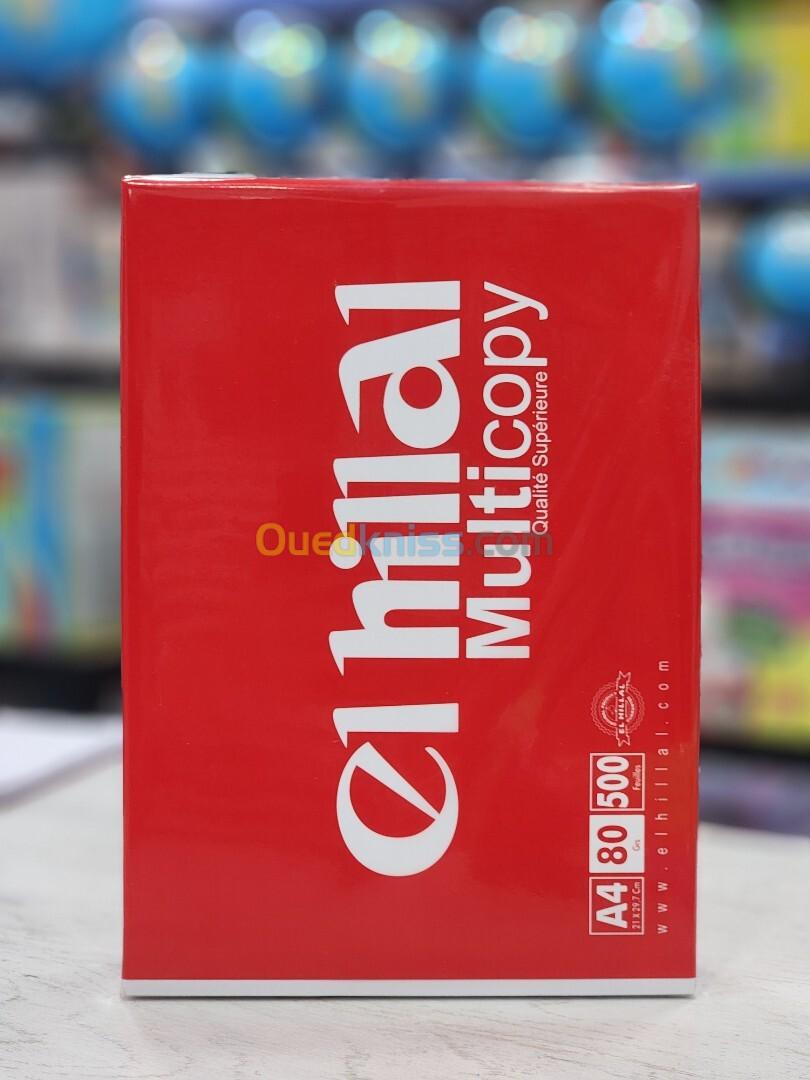 el hillal
Multicopy
Qualité Supérieure
Ouedkniss.com
A4
21 X 29.7 Cm
80
Grs
500
Feuilles
EL HILLAL
www.elhillal.com